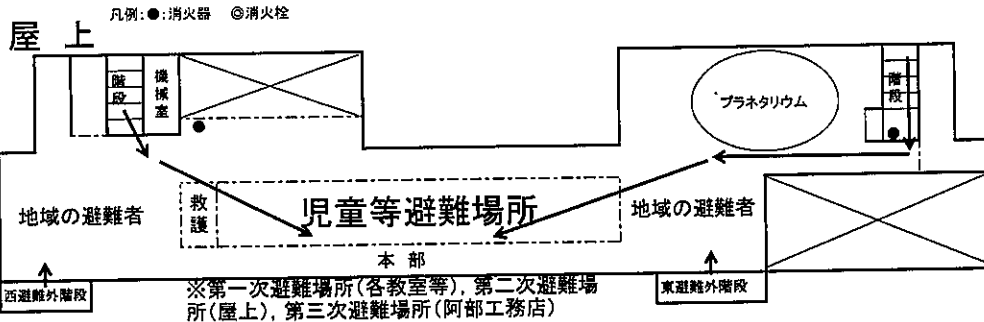 凡例:●:消火器 ◎消火栓
屋上
階段
機械室
プラネタリウム
階段
地域の避難者
救護
児童等避難場所
地域の避難者
本部
西避難外階段
東避難外階段
※第一次避難場所(各教室等), 第二次避難場
所(屋上), 第三次避難場所(阿部工務店)